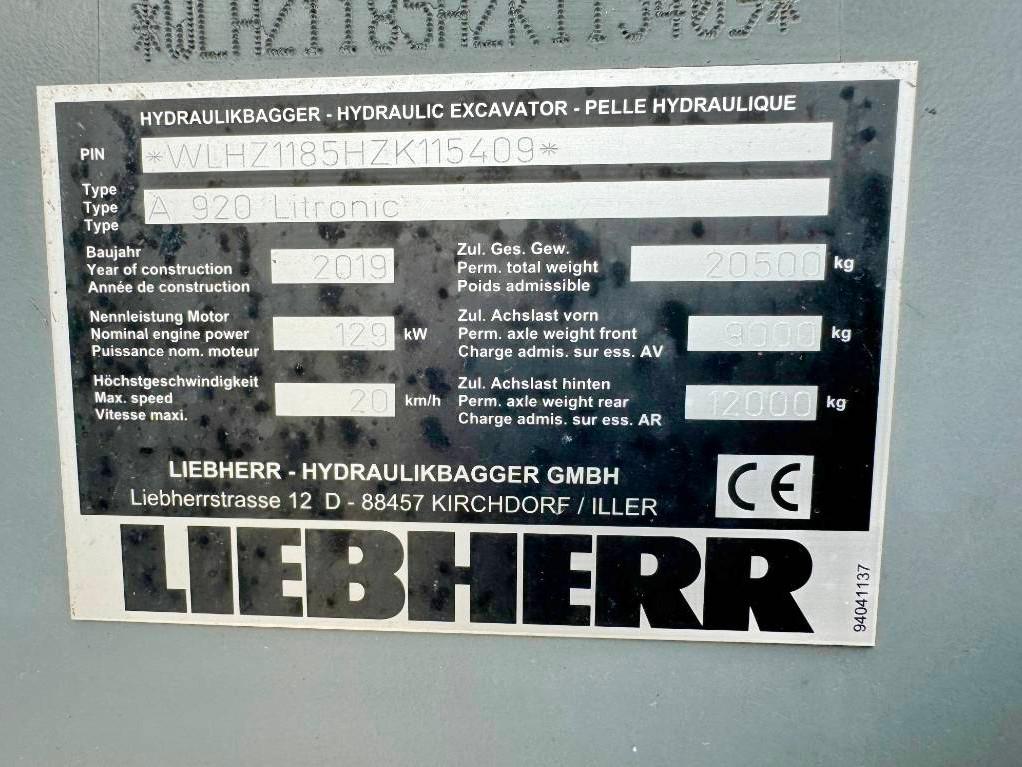 *WLHZ1185HZK115409*
HYDRAULIKBAGGER - HYDRAULIC EXCAVATOR - PELLE HYDRAULIQUE
PIN *WLHZ1185HZK115409*
Type
Type A 920 Litronic
Type
Baujahr
Year of construction 2019
Année de construction
Zul. Ges. Gew.
Perm. total weight 20500 kg
Poids admissible
Nennleistung Motor
Nominal engine power 129 kW
Puissance nom. moteur
Zul. Achslast vorn
Perm. axle weight front 9000 kg
Charge admis. sur ess. AV
Höchstgeschwindigkeit
Max. speed 20 km/h
Vitesse maxi.
Zul. Achslast hinten
Perm. axle weight rear 12000 kg
Charge admis. sur ess. AR
LIEBHERR - HYDRAULIKBAGGER GMBH
Liebherrstrasse 12 D - 88457 KIRCHDORF / ILLER
CE
LIEBHERR
94041137